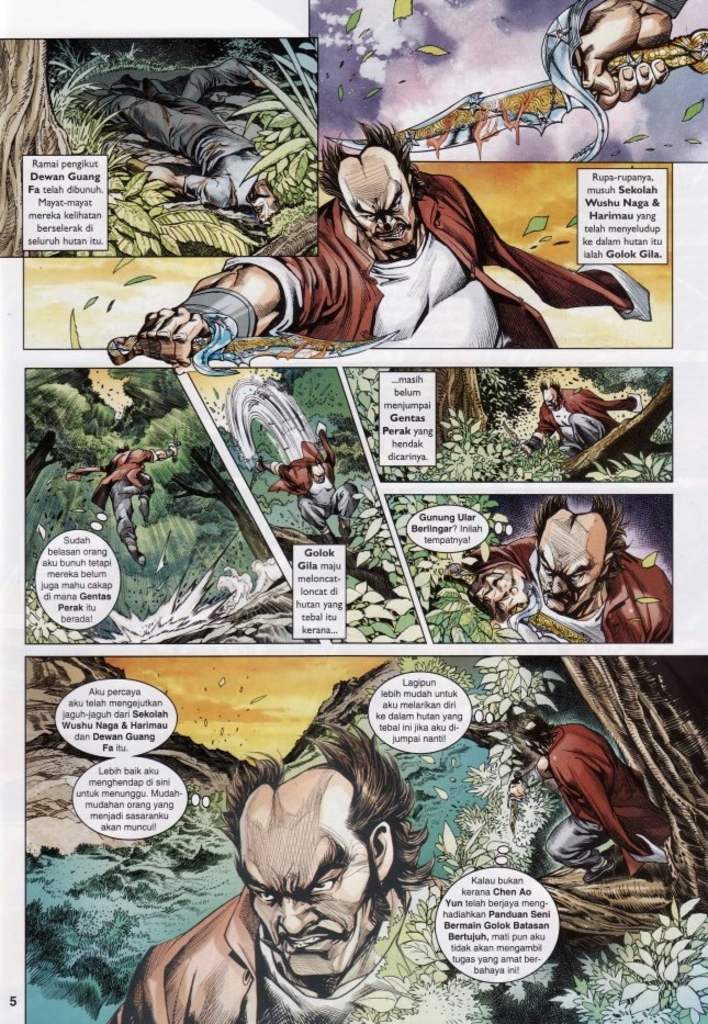 Ramai pengikut
Dewan Guang
Fa telah dibunuh.
Mayat-mayat
mereka kelihatan
berselerak di
seluruh hutan itu.
Rupa-rupanya,
musuh Sekolah
Wushu Naga &
Harimau yang
telah menyeludup
ke dalam hutan itu
ialah Golok Gila.
Sudah
belasan orang
aku bunuh tetapi
mereka belum
juga mahu cakap
di mana Gentas
Perak itu
berada!
Golok
Gila maju
meloncat-
loncat di
hutan yang
tebal itu
kerana...
...masih
belum
menjumpai
Gentas
Perak yang
hendak
dicarinya.
Gunung Ular
Berlingar? Inilah
tempatnya!
Aku percaya
aku telah mengejutkan
jaguh-jaguh dari Sekolah
Wushu Naga & Harimau
dan Dewan Guang
Fa itu.
Lebih baik aku
menghendap di sini
untuk menunggu. Mudah-
mudahan orang yang
menjadi sasaranku
akan muncul!
Lagipun
lebih mudah untuk
aku melarikan diri
ke dalam hutan yang
tebal ini jika aku di-
jumpai nanti!
Kalau bukan
kerana Chen Ao
Yun telah berjaya meng-
hadiahkan Panduan Seni
Bermain Golok Batasan
Bertujuh, mati pun aku
tidak akan mengambil
tugas yang amat ber-
bahaya ini!
5